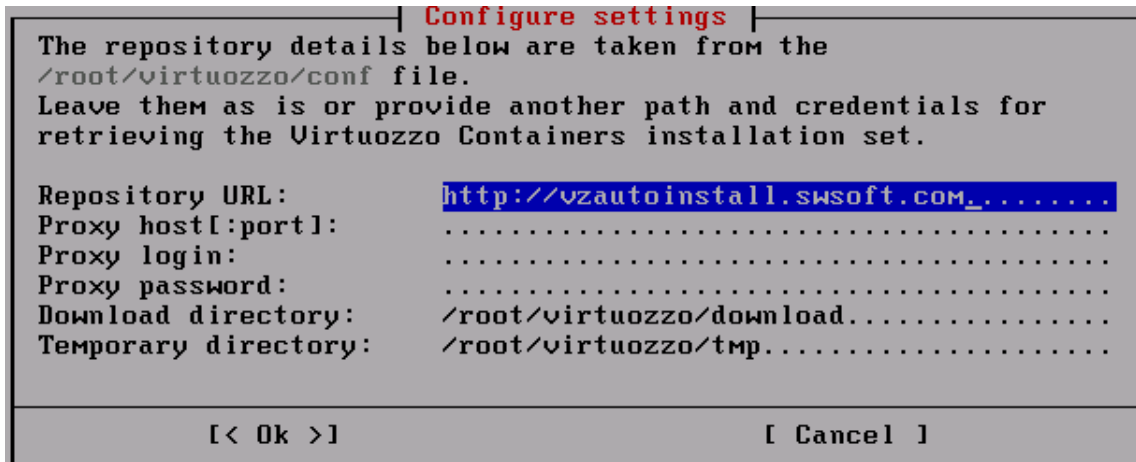 Configure settings
The repository details below are taken from the
/root/virtuozzo/conf file.
Leave them as is or provide another path and credentials for
retrieving the Virtuozzo Containers installation set.
Repository URL: http://vzautoinstall.swsoft.com_........
Proxy host[:port]: .......................................
Proxy login: .......................................
Proxy password: .......................................
Download directory: /root/virtuozzo/download...............
Temporary directory: /root/virtuozzo/tmp....................
[< Ok >] [ Cancel ]